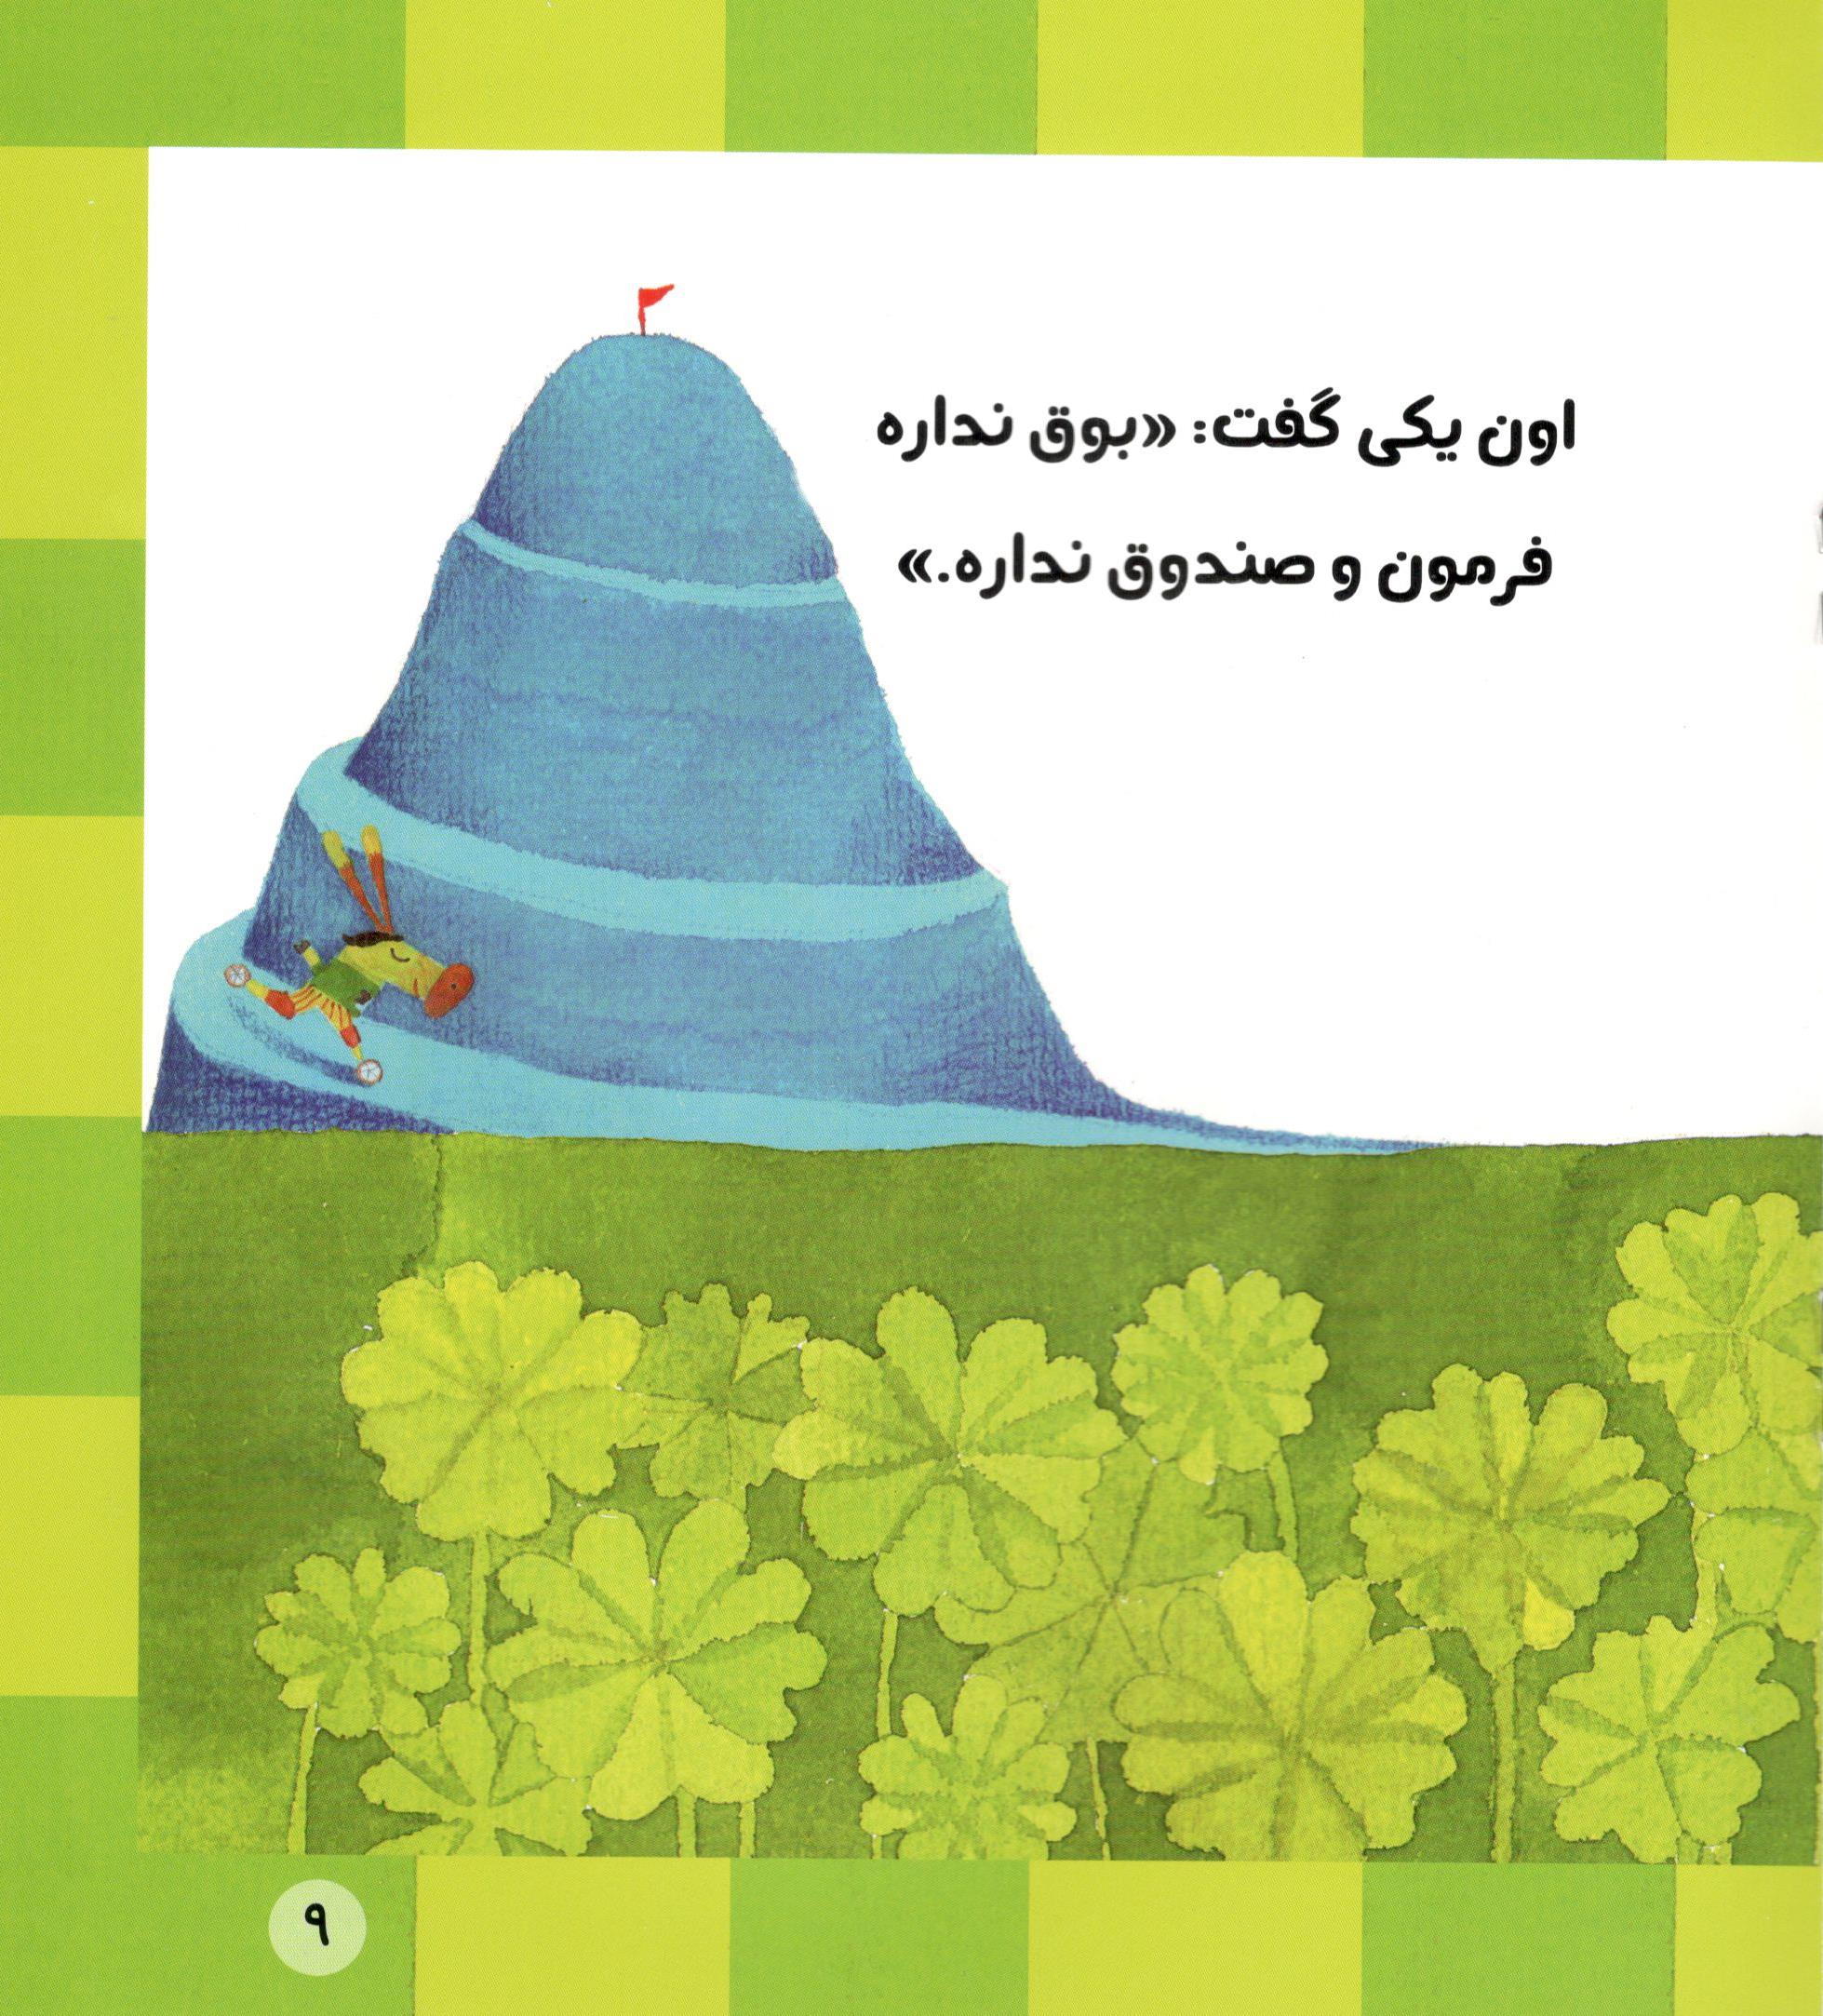 اون یکی گفت: «بوق نداره
فرمون و صندوق نداره.»
۹